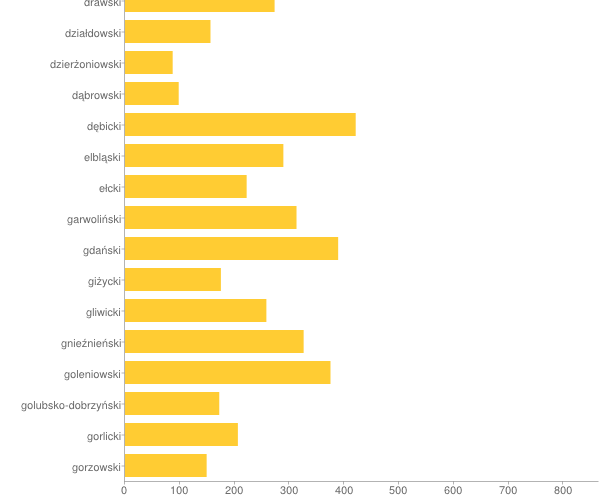 drawski
działdowski
dzierżoniowski
dąbrowski
dębicki
elbląski
ełcki
garwoliński
gdański
giżycki
gliwicki
gnieźnieński
goleniowski
golubsko-dobrzyński
gorlicki
gorzowski
0 100 200 300 400 500 600 700 800